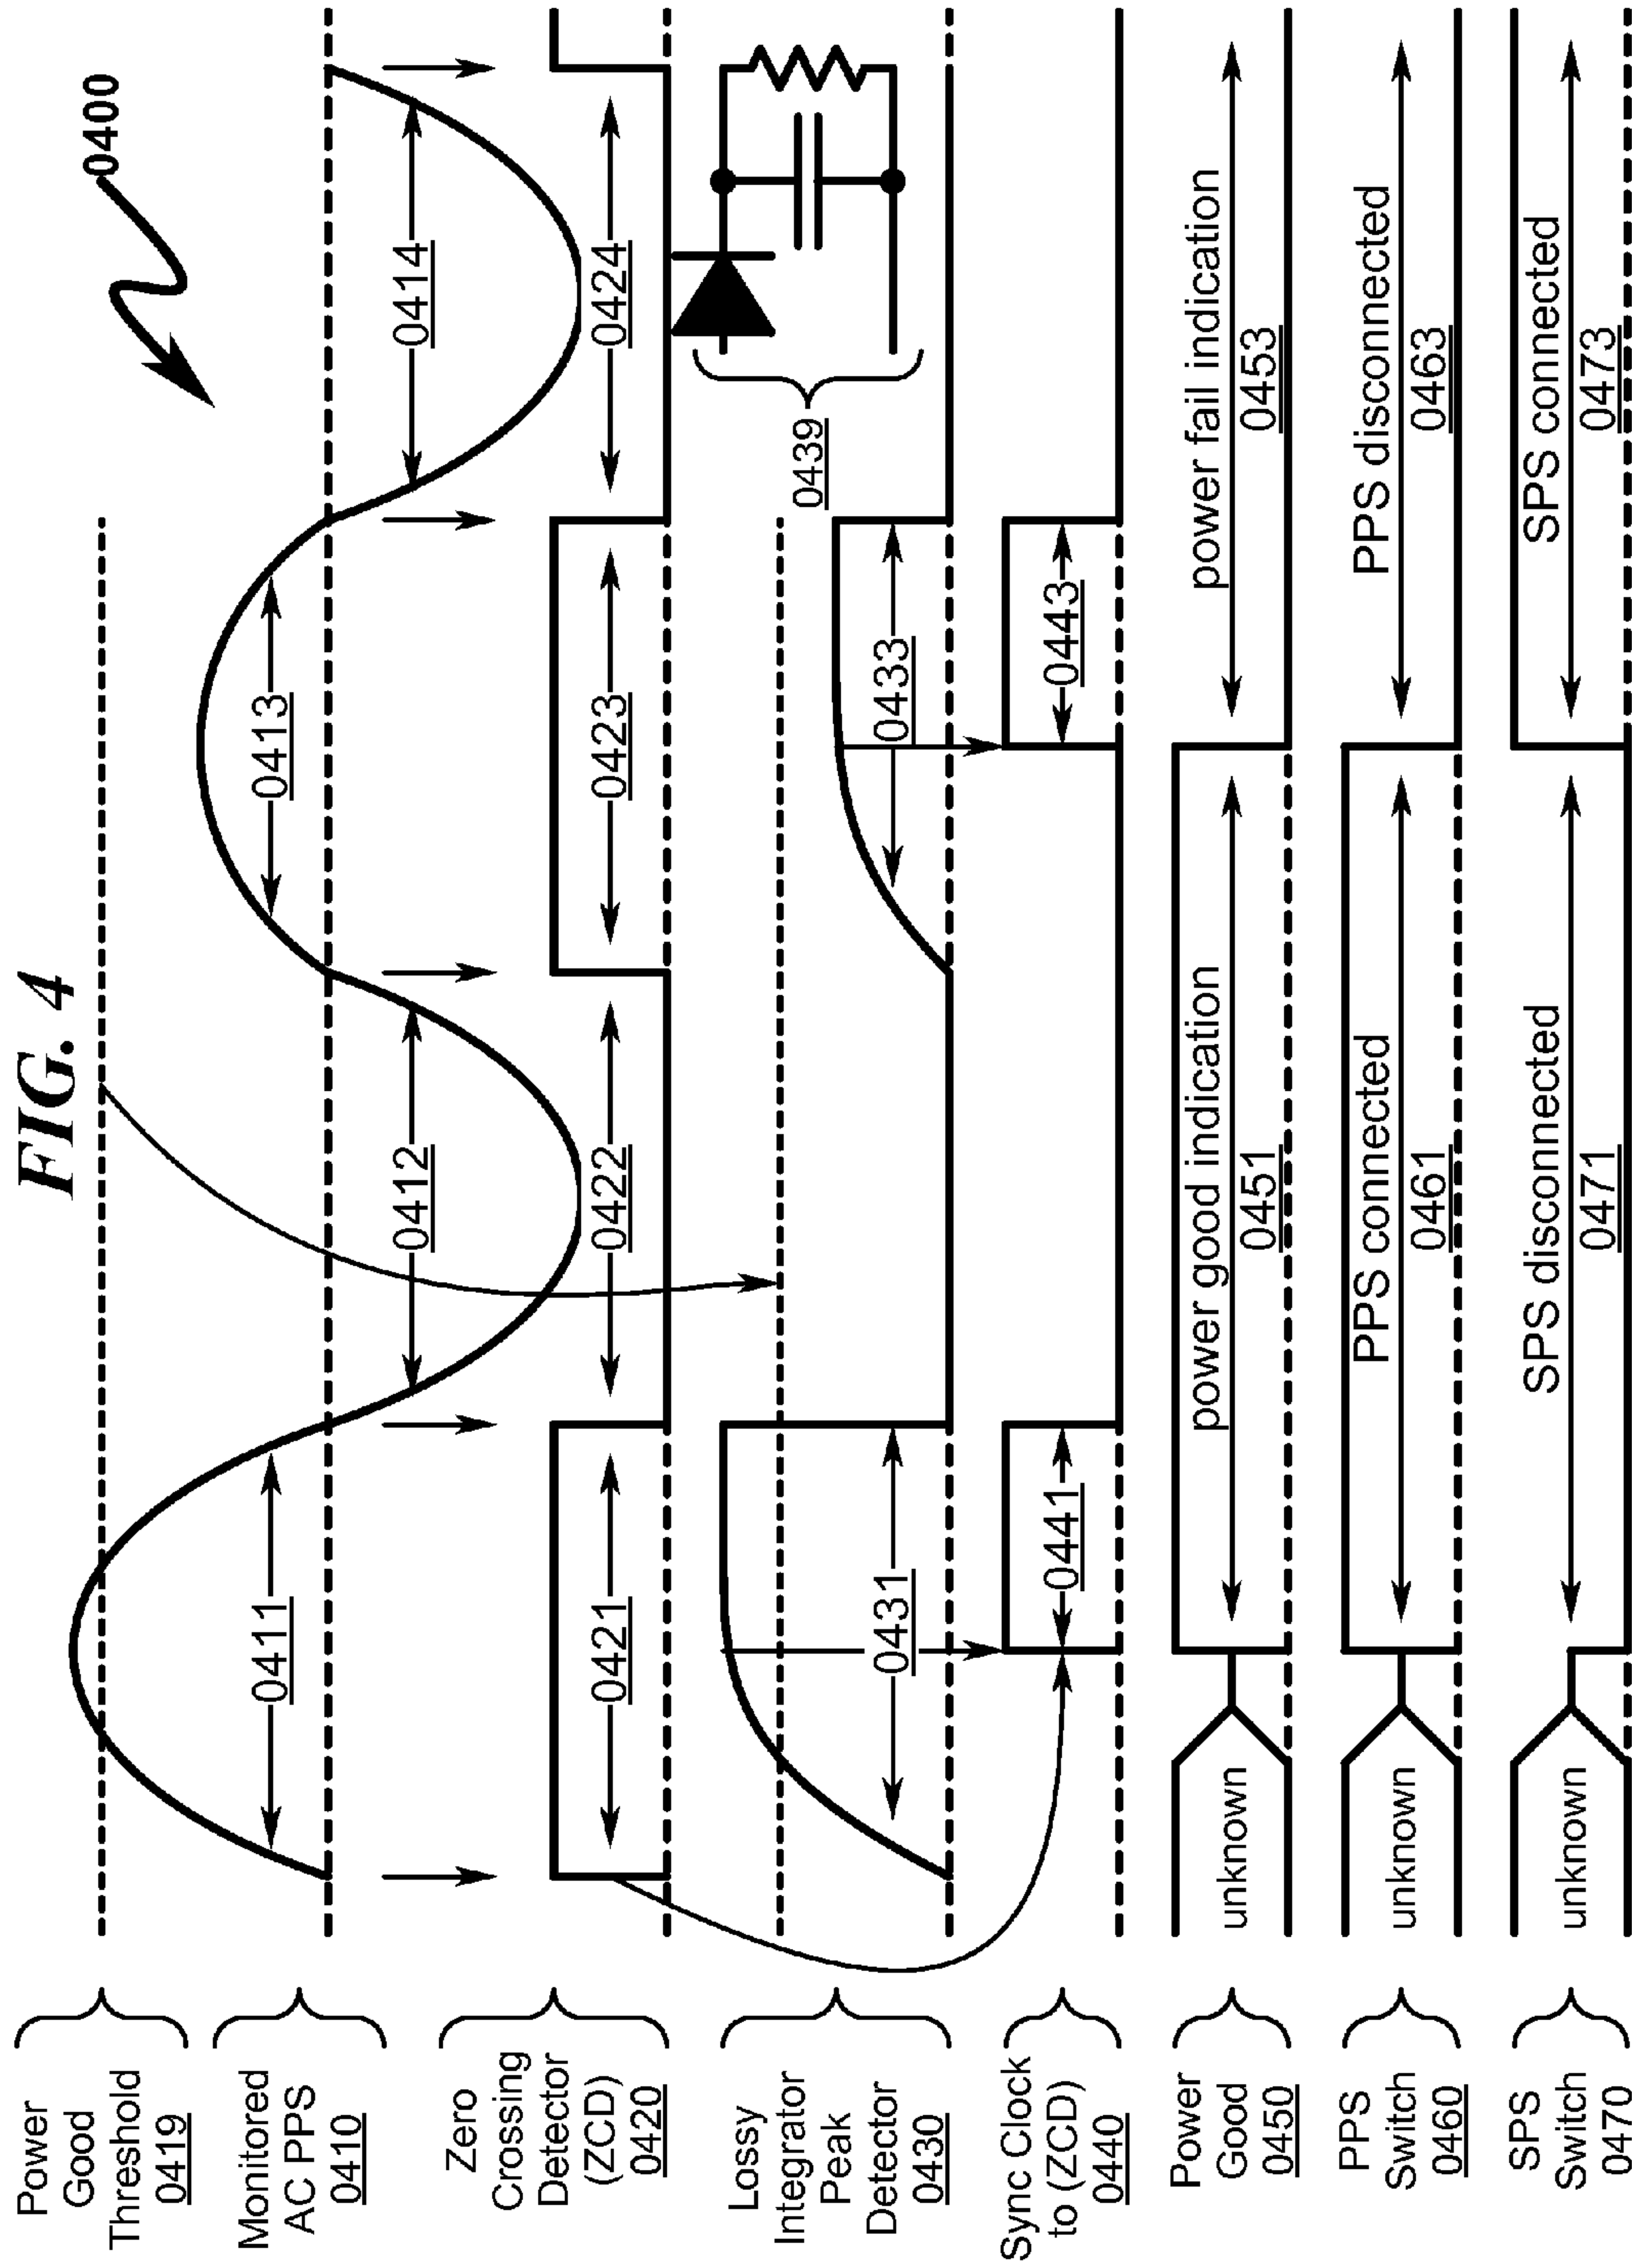 FIG. 4
0400
Power
Good
Threshold
0419
Monitored
AC PPS
0410
0411
0412
0413
0414
Zero
Crossing
Detector
(ZCD)
0420
0421
0422
0423
0424
Lossy
Integrator
Peak
Detector
0430
0431
0433
0439
Sync Clock
to (ZCD)
0440
0441
0443
Power
Good
0450
unknown
power good indication
0451
power fail indication
0453
PPS
Switch
0460
unknown
PPS connected
0461
PPS disconnected
0463
SPS
Switch
0470
unknown
SPS disconnected
0471
SPS connected
0473